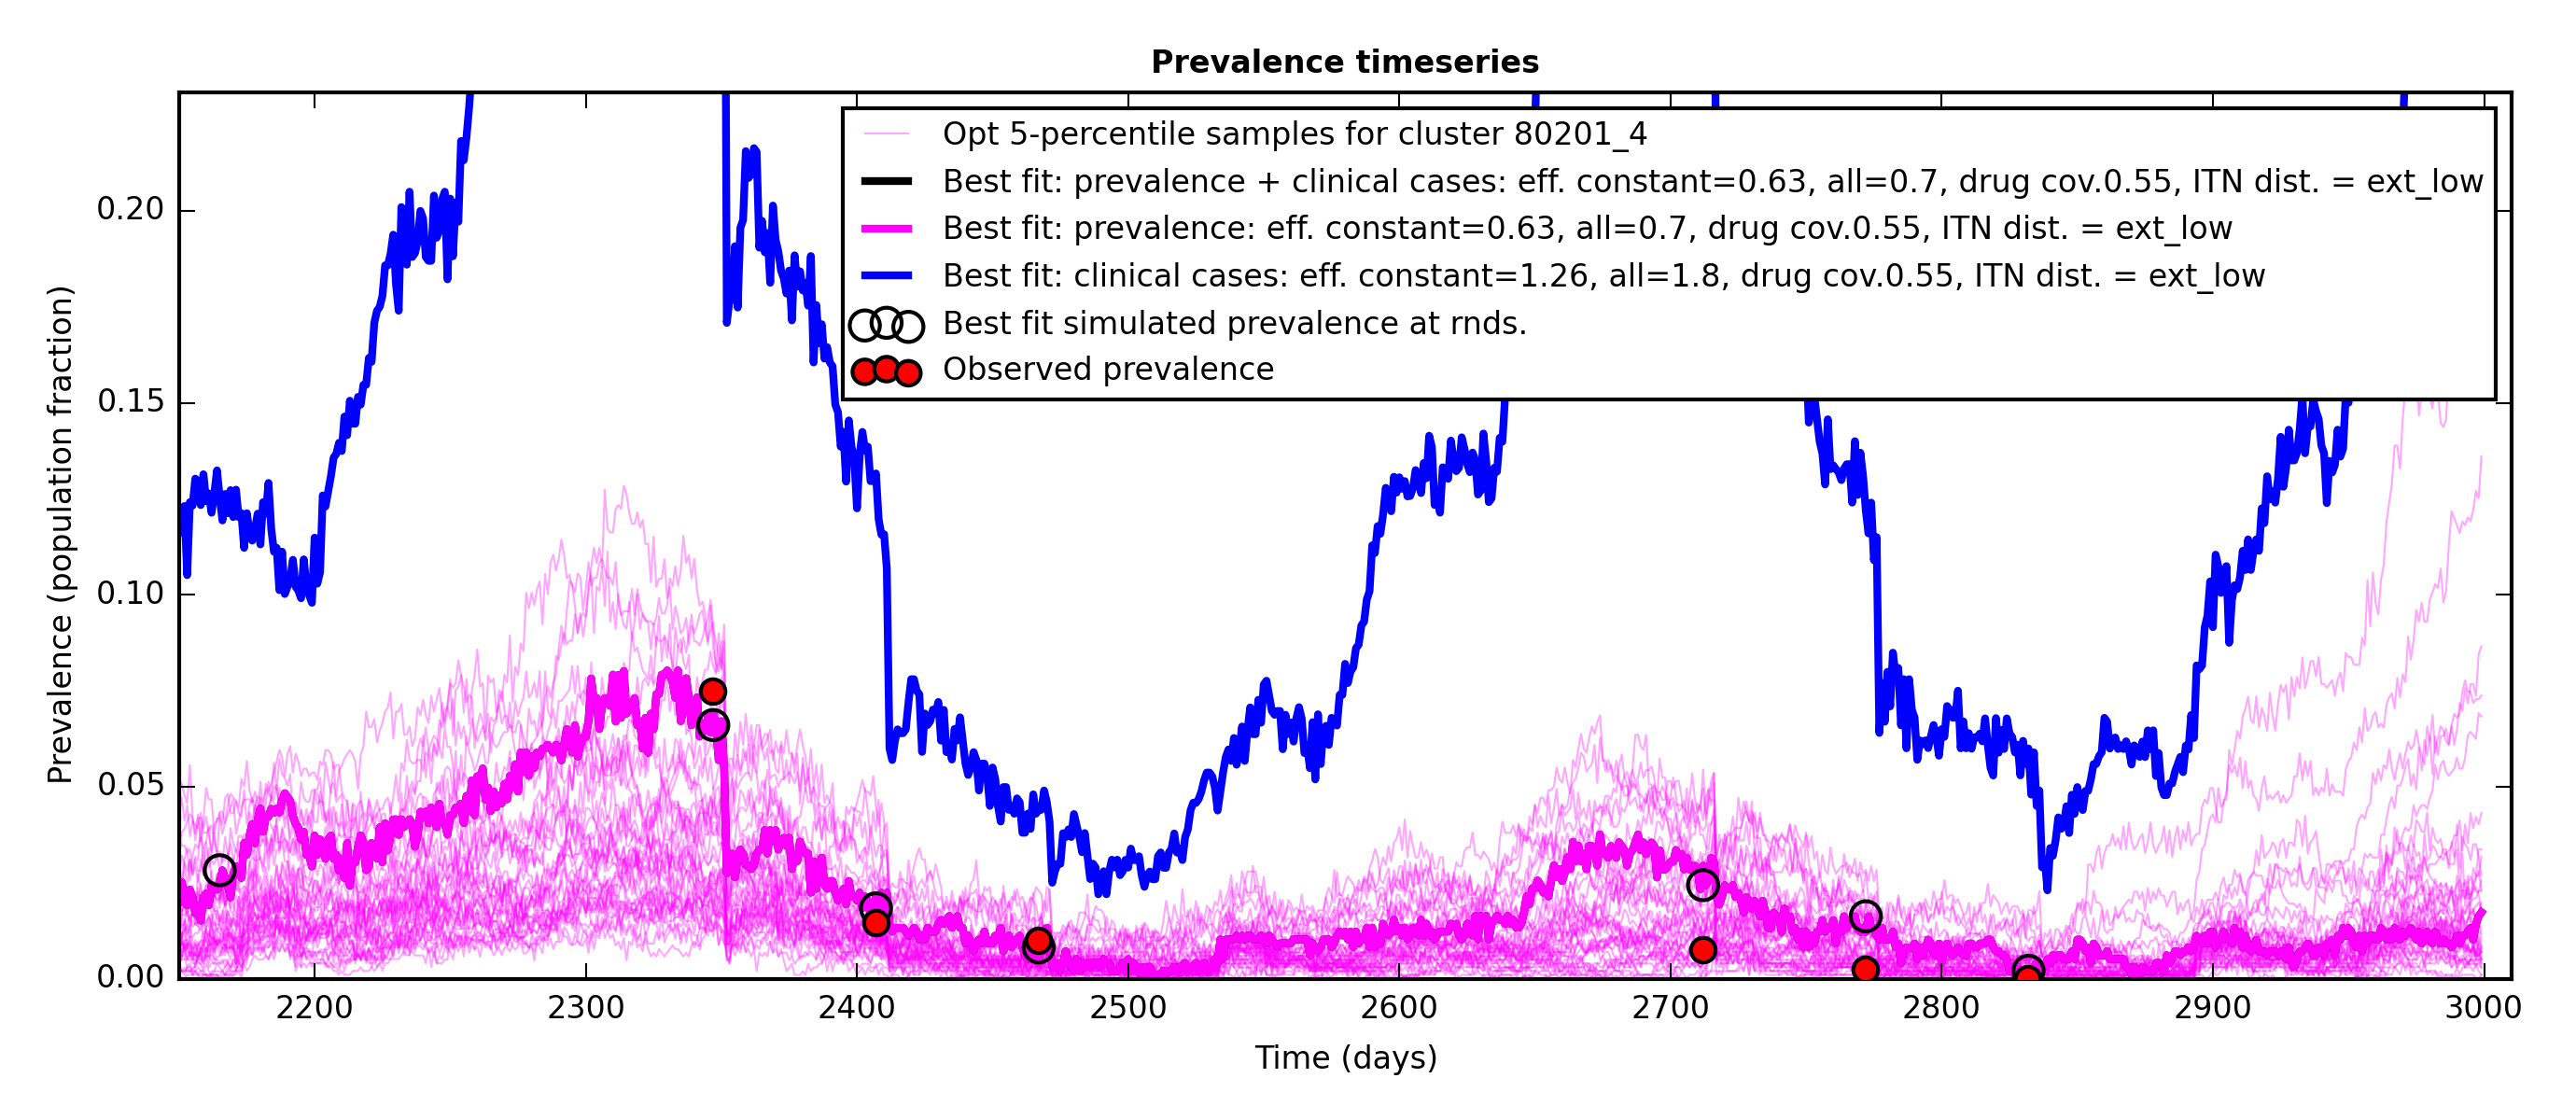 Prevalence timeseries
Opt 5-percentile samples for cluster 80201_4
Best fit: prevalence + clinical cases: eff. constant=0.63, all=0.7, drug cov.0.55, ITN dist. = ext_low
Best fit: prevalence: eff. constant=0.63, all=0.7, drug cov.0.55, ITN dist. = ext_low
Best fit: clinical cases: eff. constant=1.26, all=1.8, drug cov.0.55, ITN dist. = ext_low
Best fit simulated prevalence at rnds.
Observed prevalence
Prevalence (population fraction)
0.20
0.15
0.10
0.05
0.00
2200 2300 2400 2500 2600 2700 2800 2900 3000
Time (days)